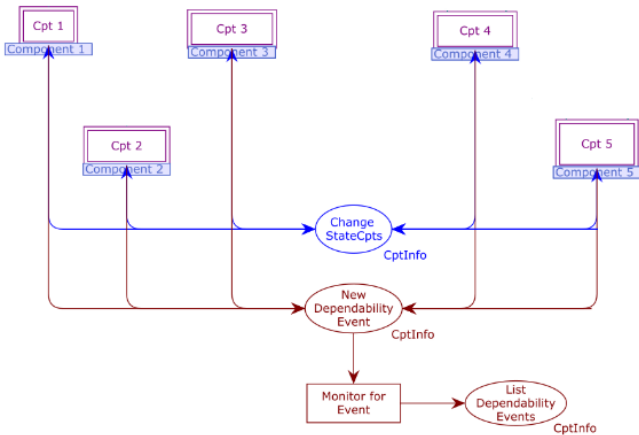 Cpt 1
Component 1
Cpt 3
Component 3
Cpt 4
Component 4
Cpt 2
Component 2
Cpt 5
Component 5
Change
StateCpts
CptInfo
New
Dependability
Event
CptInfo
Monitor for
Event
List
Dependability
Events
CptInfo